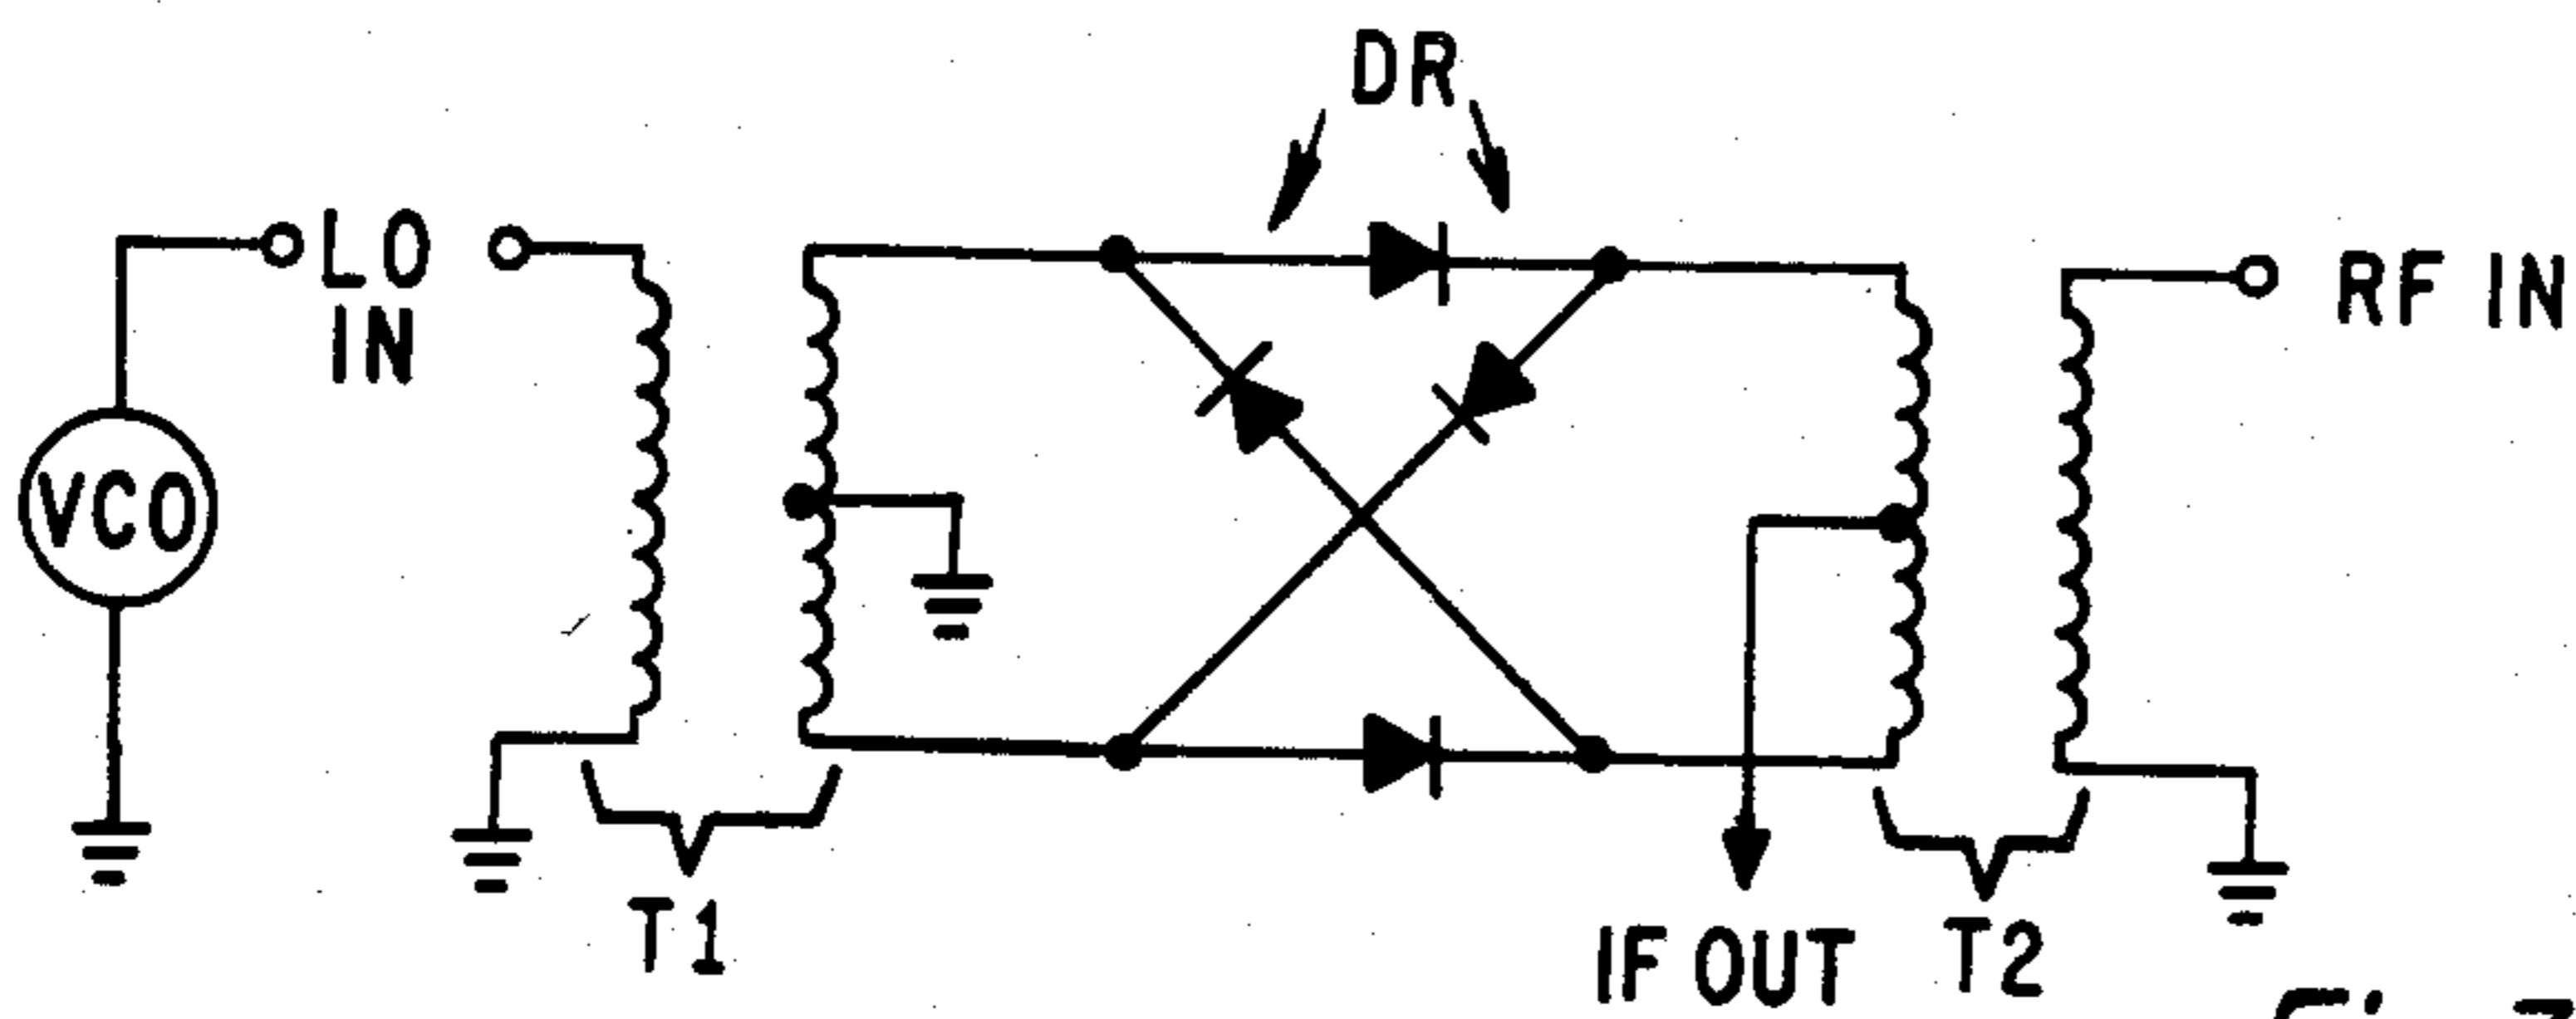 DR
LO
IN
RF IN
VCO
T1
IF OUT
T2